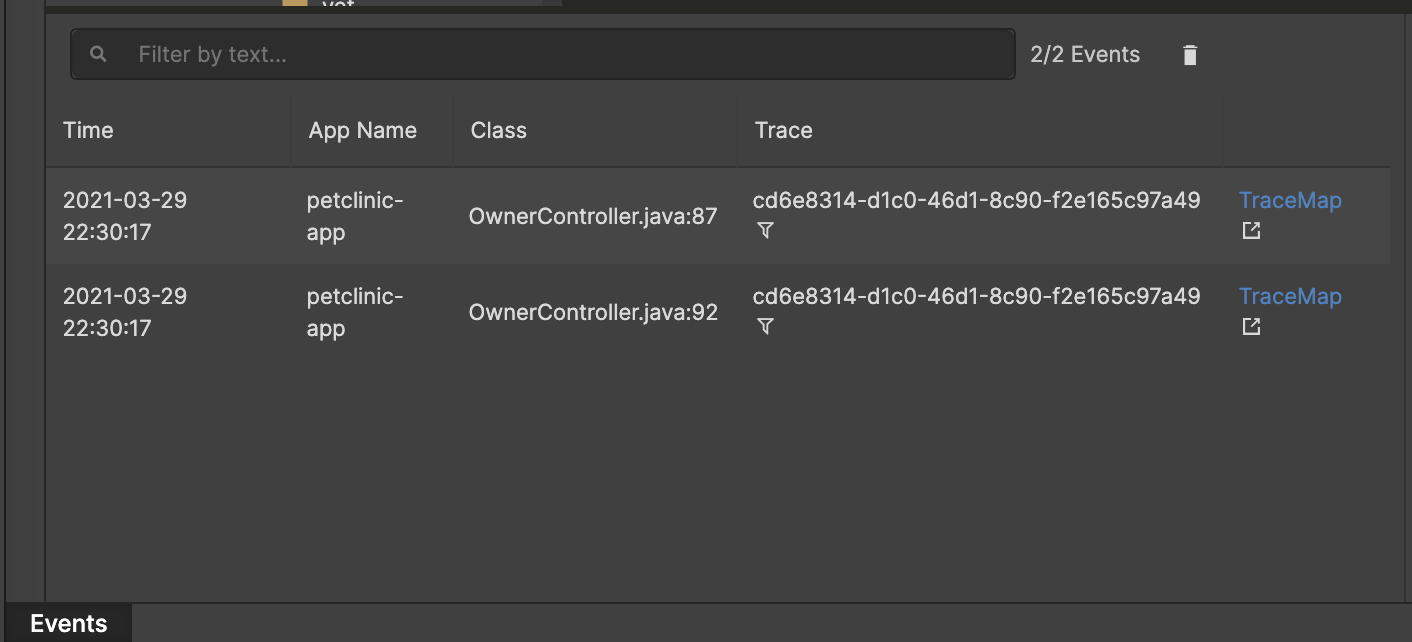 Filter by text...
2/2 Events
Time App Name Class Trace
2021-03-29
22:30:17
petclinic-
app
OwnerController.java:87
cd6e8314-d1c0-46d1-8c90-f2e165c97a49
TraceMap
2021-03-29
22:30:17
petclinic-
app
OwnerController.java:92
cd6e8314-d1c0-46d1-8c90-f2e165c97a49
TraceMap
Events